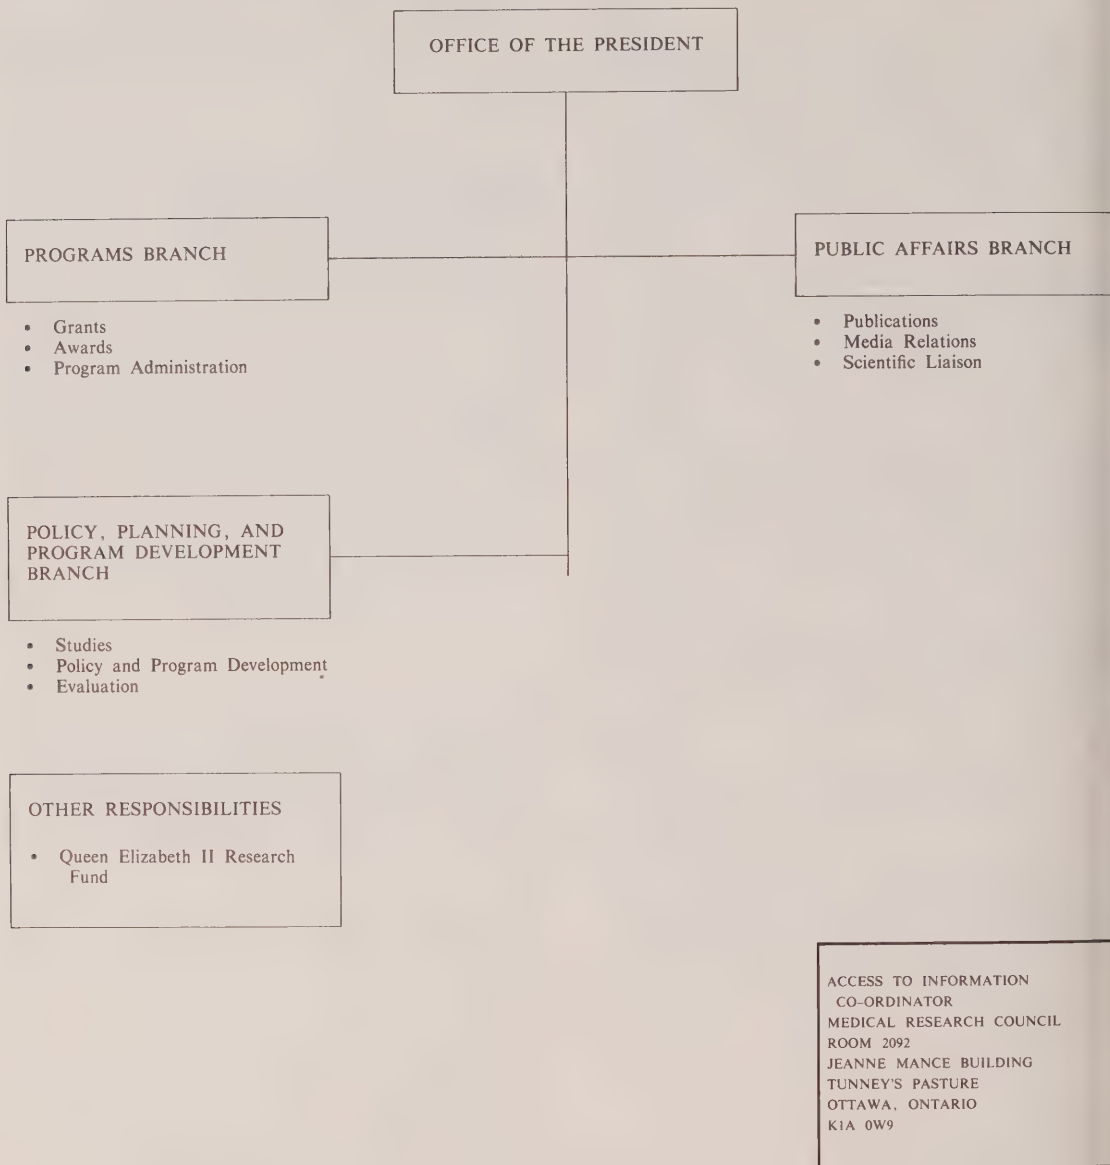 OFFICE OF THE PRESIDENT
PROGRAMS BRANCH
• Grants
• Awards
• Program Administration
PUBLIC AFFAIRS BRANCH
• Publications
• Media Relations
• Scientific Liaison
POLICY, PLANNING, AND
PROGRAM DEVELOPMENT
BRANCH
• Studies
• Policy and Program Development
• Evaluation
OTHER RESPONSIBILITIES
• Queen Elizabeth II Research
Fund
ACCESS TO INFORMATION
CO-ORDINATOR
MEDICAL RESEARCH COUNCIL
ROOM 2092
JEANNE MANCE BUILDING
TUNNEY'S PASTURE
OTTAWA, ONTARIO
K1A 0W9